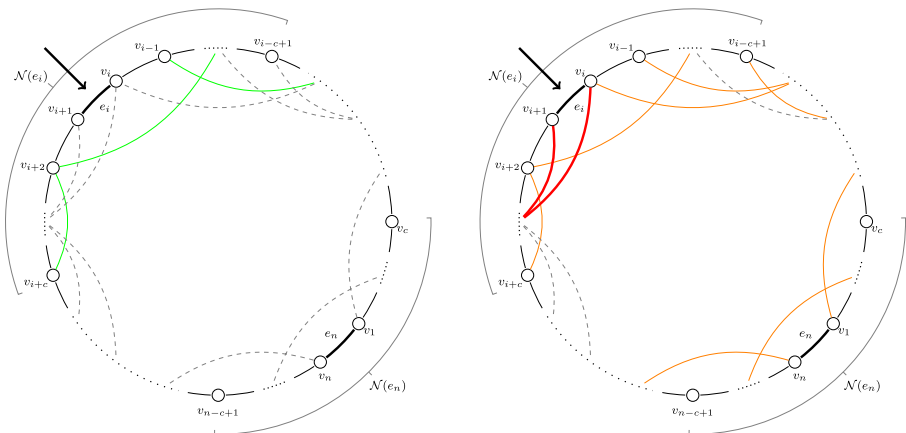 v_{i-1}
v_{i-c+1}
𝒩(e_i)
v_i
e_i
v_{i+1}
v_{i+2}
v_c
v_{i+c}
e_n
v_1
v_n
𝒩(e_n)
v_{n-c+1}
v_{i-1}
v_{i-c+1}
𝒩(e_i)
v_i
e_i
v_{i+1}
v_{i+2}
v_c
v_{i+c}
e_n
v_1
v_n
𝒩(e_n)
v_{n-c+1}